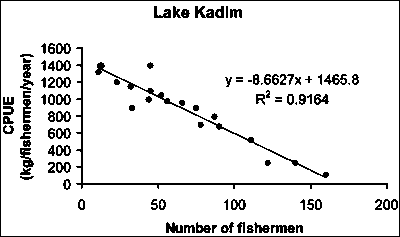 Lake Kadim
CPUE
(kg/fishermen/year)
1600
1400
1200
1000
800
600
400
200
0
y = -8.6627x + 1465.8
R² = 0.9164
0 50 100 150 200
Number of fishermen